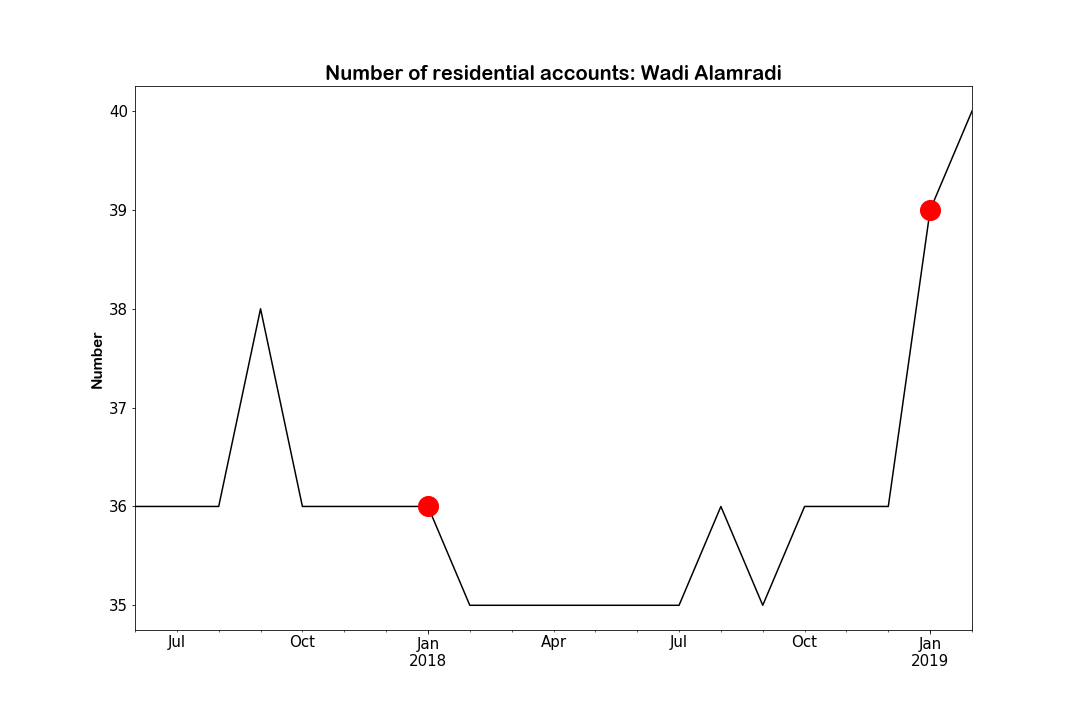 Number of residential accounts: Wadi Alamradi
40
39
38
37
36
35
Number
Jul
Oct
Jan
2018
Apr
Jul
Oct
Jan
2019